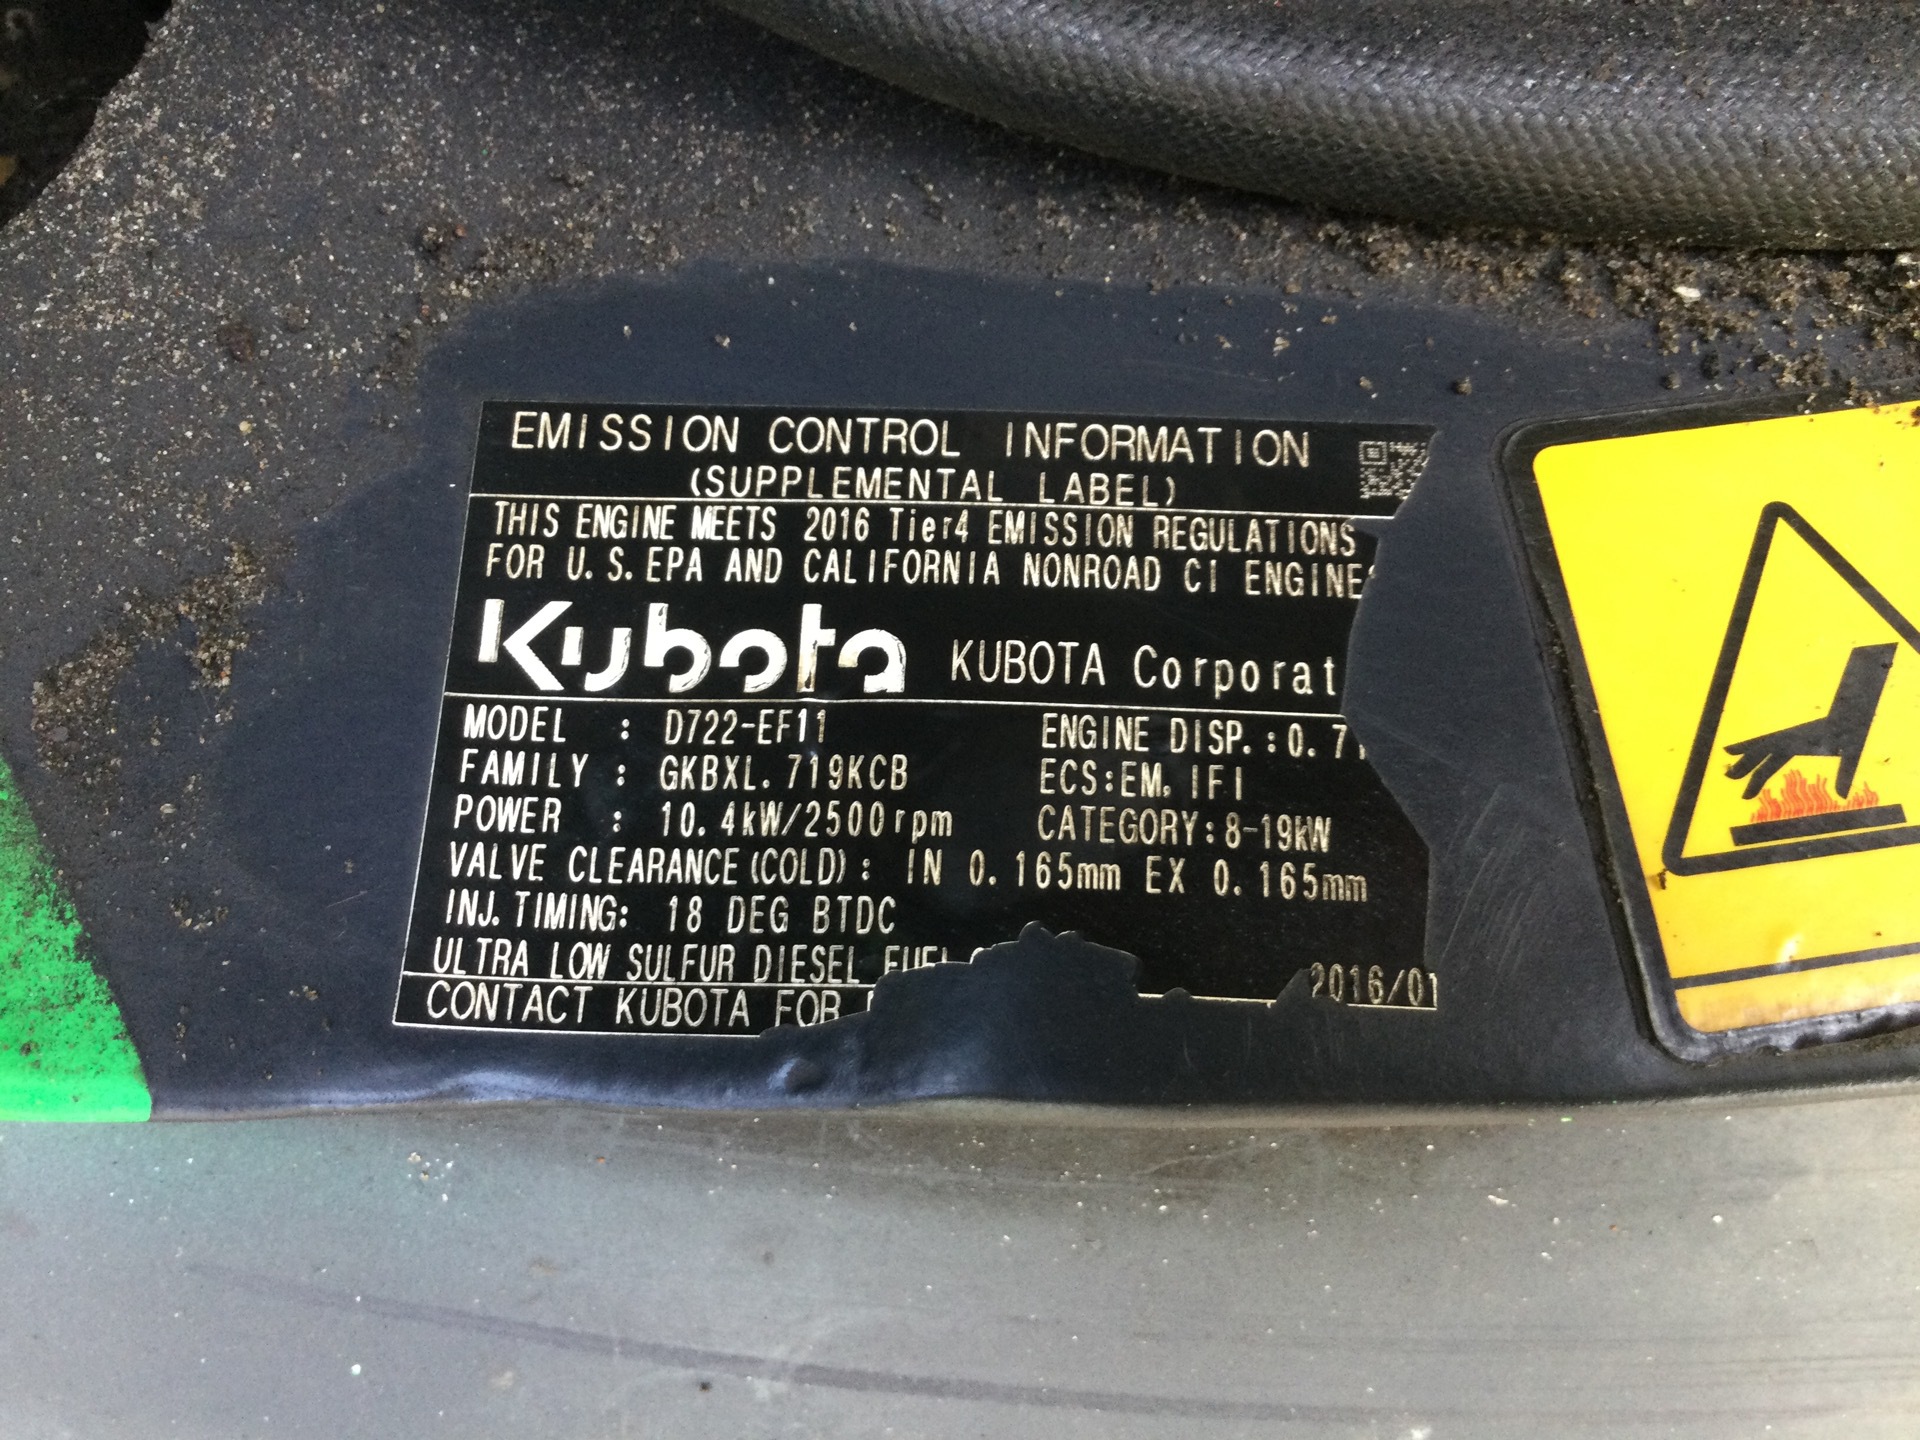 EMISSION CONTROL INFORMATION
(SUPPLEMENTAL LABEL)
THIS ENGINE MEETS 2016 Tier4 EMISSION REGULATIONS
FOR U.S.EPA AND CALIFORNIA NONROAD CI ENGINE
Kubota KUBOTA Corporat
MODEL : D722-EF11 ENGINE DISP.:0.71
FAMILY : GKBXL.719KCB ECS:EM, IFI
POWER : 10.4kW/2500rpm CATEGORY:8-19kW
VALVE CLEARANCE(COLD): IN 0.165mm EX 0.165mm
INJ.TIMING: 18 DEG BTDC
ULTRA LOW SULFUR DIESEL FUEL
CONTACT KUBOTA FOR
2016/01